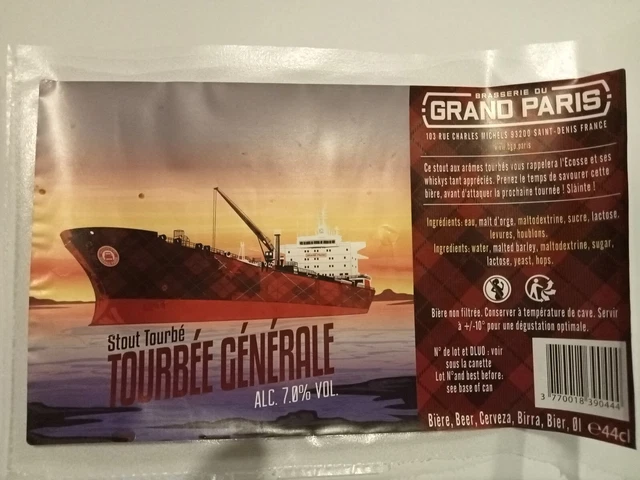 Stout Tourbé
TOURBÉE GÉNÉRALE
ALC. 7.0% VOL.
BRASSERIE DU
GRAND PARIS
103 RUE CHARLES MICHELS 93200 SAINT-DENIS FRANCE
www.bgp.paris
Ce stout aux arômes tourbés vous rappelera l'Ecosse et ses
whiskys tant appréciés. Prenez le temps de savourer cette
bière, avant d'attaquer la prochaine tournée ! Slàinte !
Ingrédients: eau, malt d'orge, maltodextrine, sucre, lactose,
levures, houblons.
Ingredients: water, malted barley, maltodextrine, sugar,
lactose, yeast, hops.
Bière non filtrée. Conserver à température de cave. Servir
à +/-10° pour une dégustation optimale.
N° de lot et DLUO : voir
sous la canette
Lot N°and best before:
see base of can
3 770018 390444
Bière, Beer, Cerveza, Birra, Bier, Øl ℮44cl